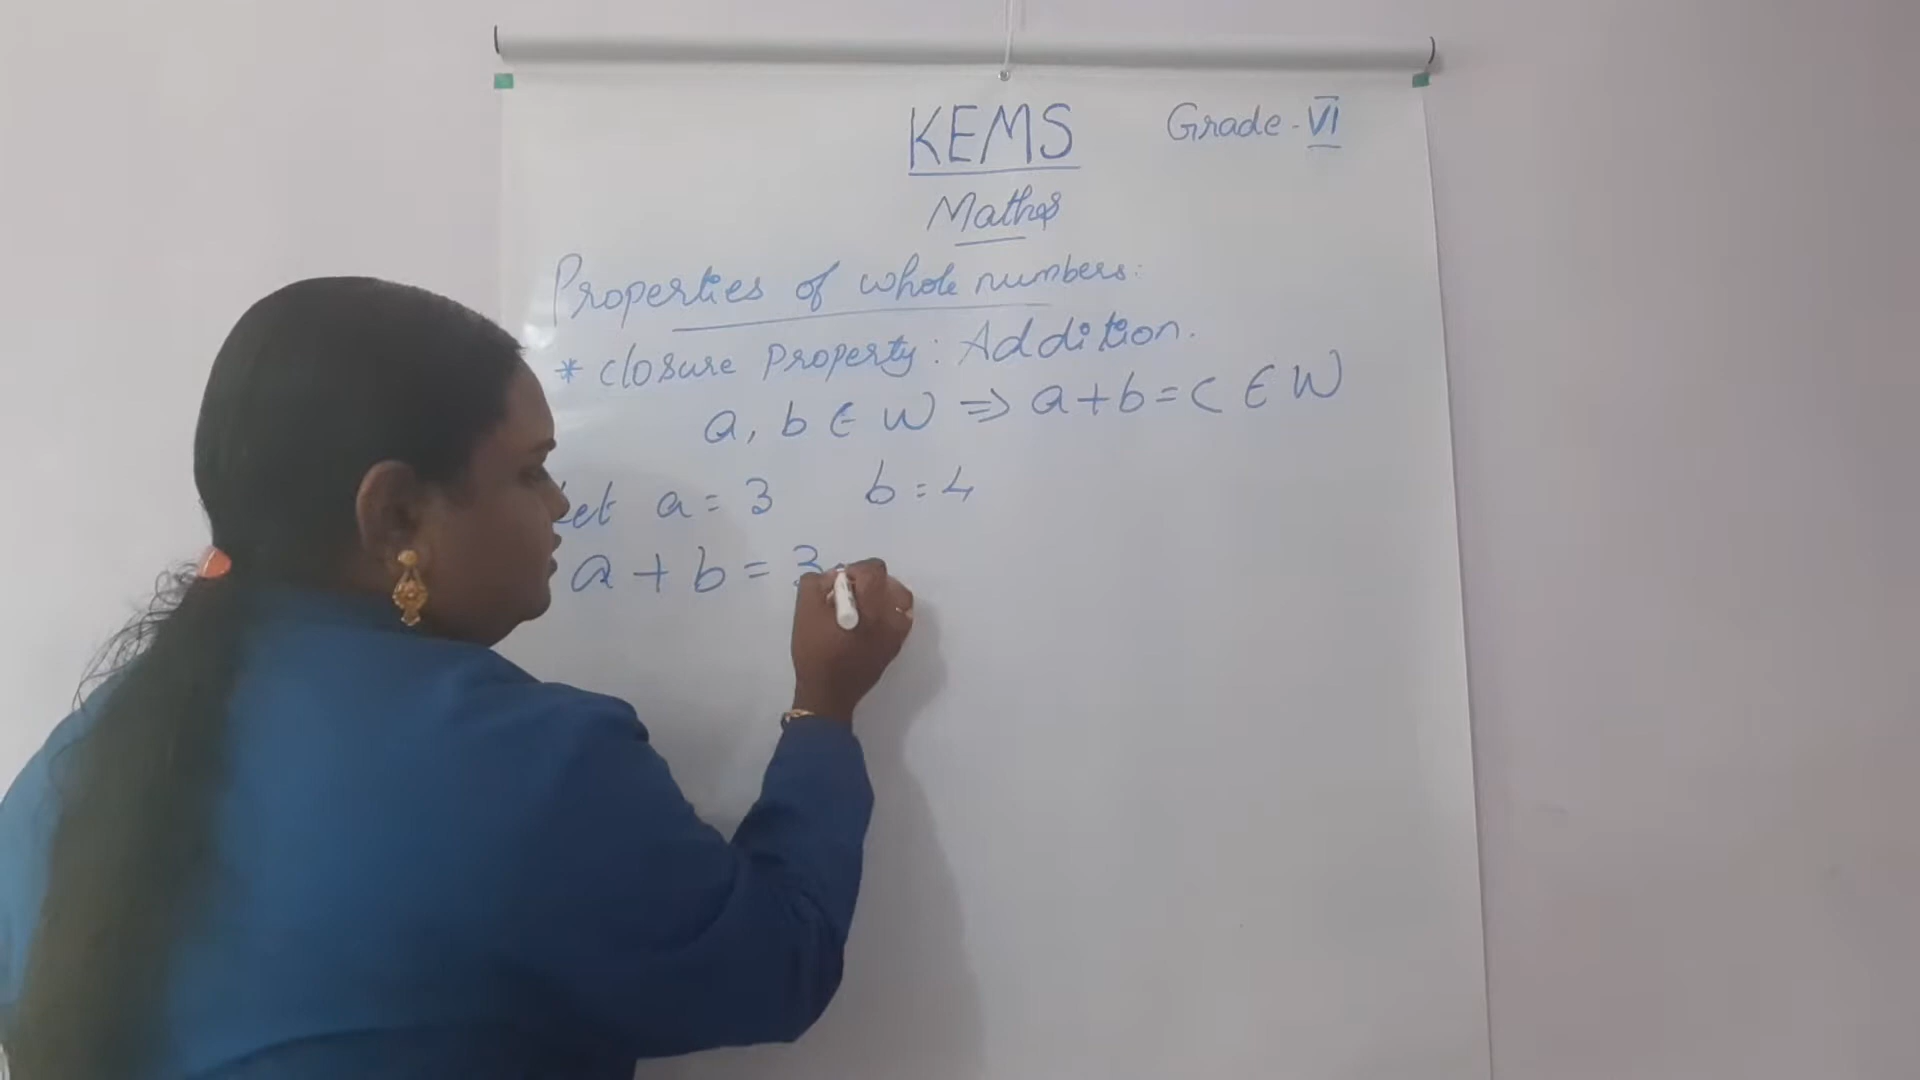 KEMS Grade - VI
Maths
Properties of whole numbers:
* closure property: Addition.
a, b ∈ W ⇒ a + b = C ∈ W
Let a = 3 b = 4
a + b = 3